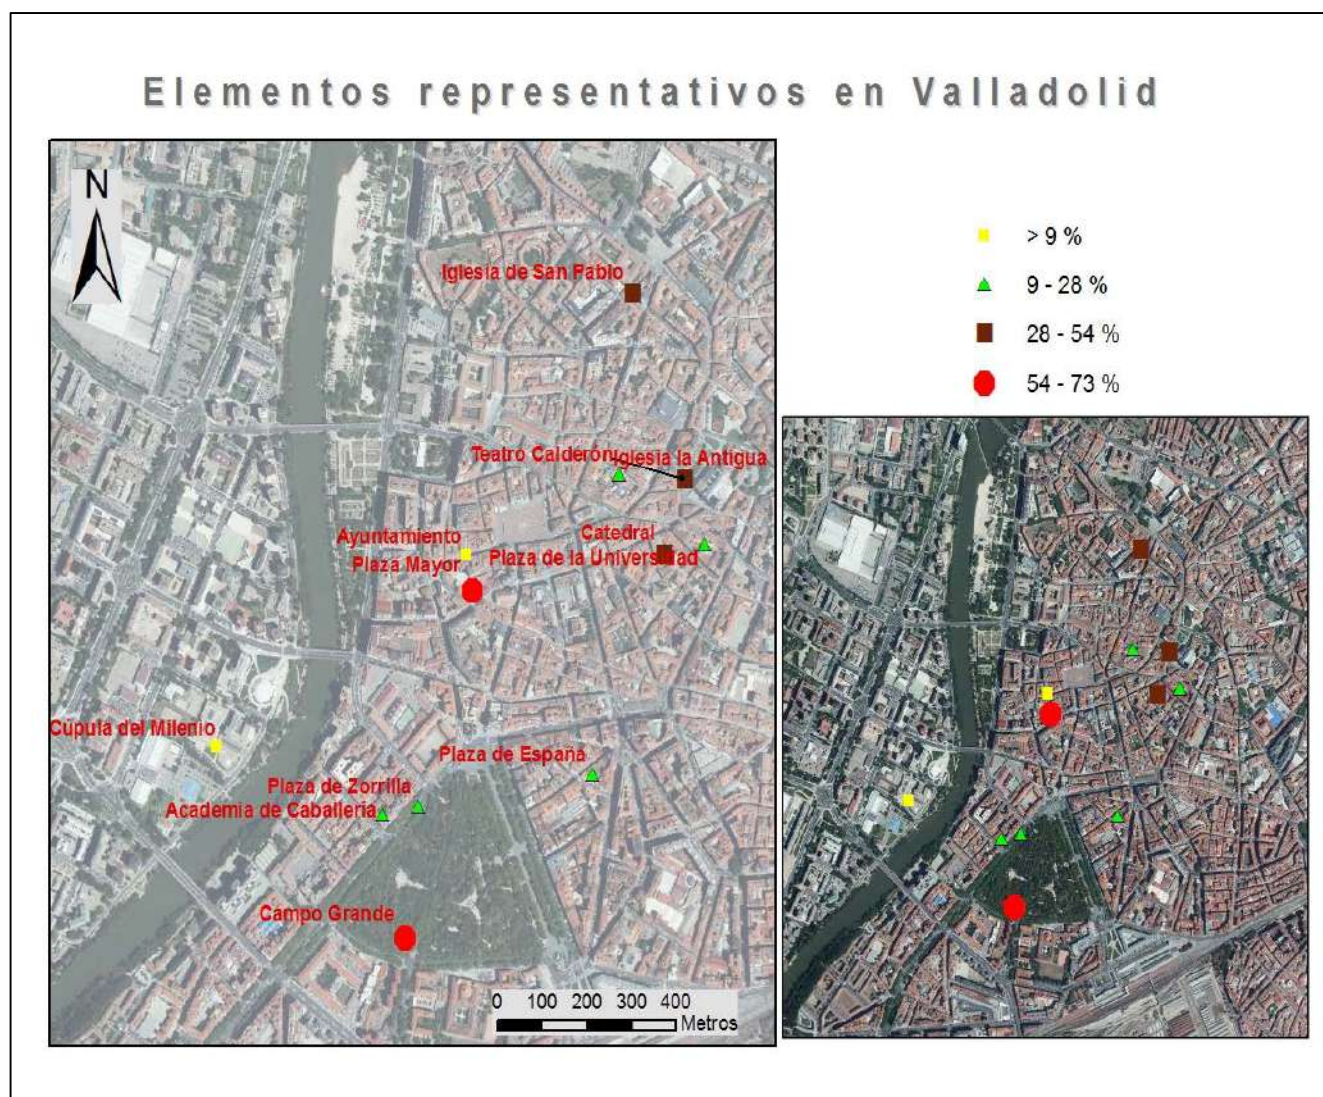 Elementos representativos en Valladolid
N
Iglesia de San Pablo
Teatro Calderón
Iglesia la Antigua
Ayuntamiento
Plaza Mayor
Catedral
Plaza de la Universidad
Cúpula del Milenio
Plaza de España
Plaza de Zorrilla
Academia de Caballería
Campo Grande
0 100 200 300 400
Metros
> 9 %
9 - 28 %
28 - 54 %
54 - 73 %